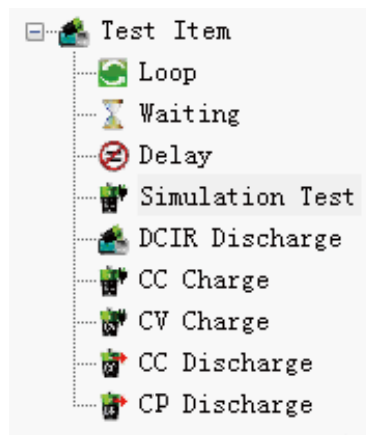 Test Item
Loop
Waiting
Delay
Simulation Test
DCIR Discharge
CC Charge
CV Charge
CC Discharge
CP Discharge